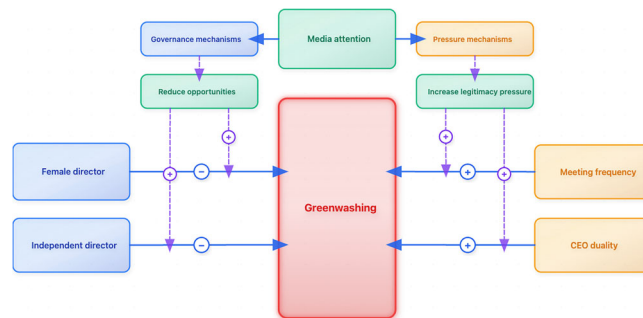 Governance mechanisms
Media attention
Pressure mechanisms
Reduce opportunities
Increase legitimacy pressure
+
+
Female director
−
+
+
+
Meeting frequency
Greenwashing
Independent director
−
+
CEO duality